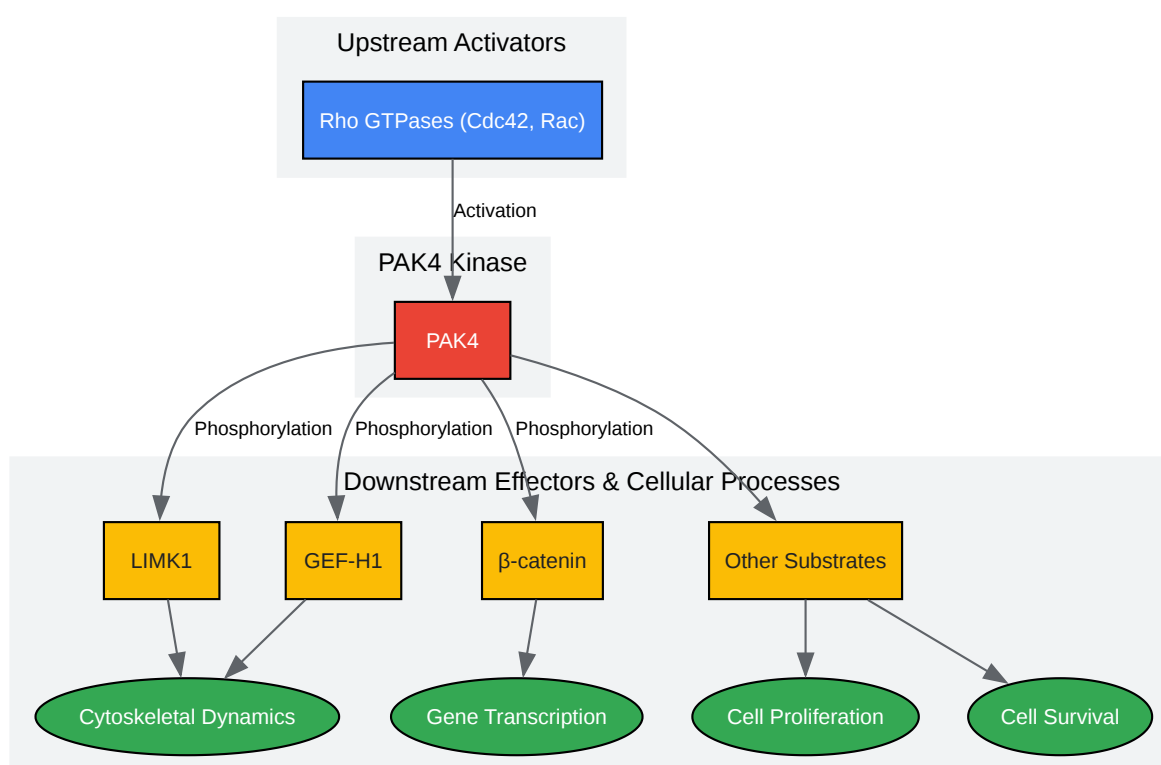 Upstream Activators
Rho GTPases (Cdc42, Rac)
Activation
PAK4 Kinase
PAK4
Phosphorylation
Phosphorylation
Phosphorylation
Downstream Effectors & Cellular Processes
LIMK1
GEF-H1
β-catenin
Other Substrates
Cytoskeletal Dynamics
Gene Transcription
Cell Proliferation
Cell Survival